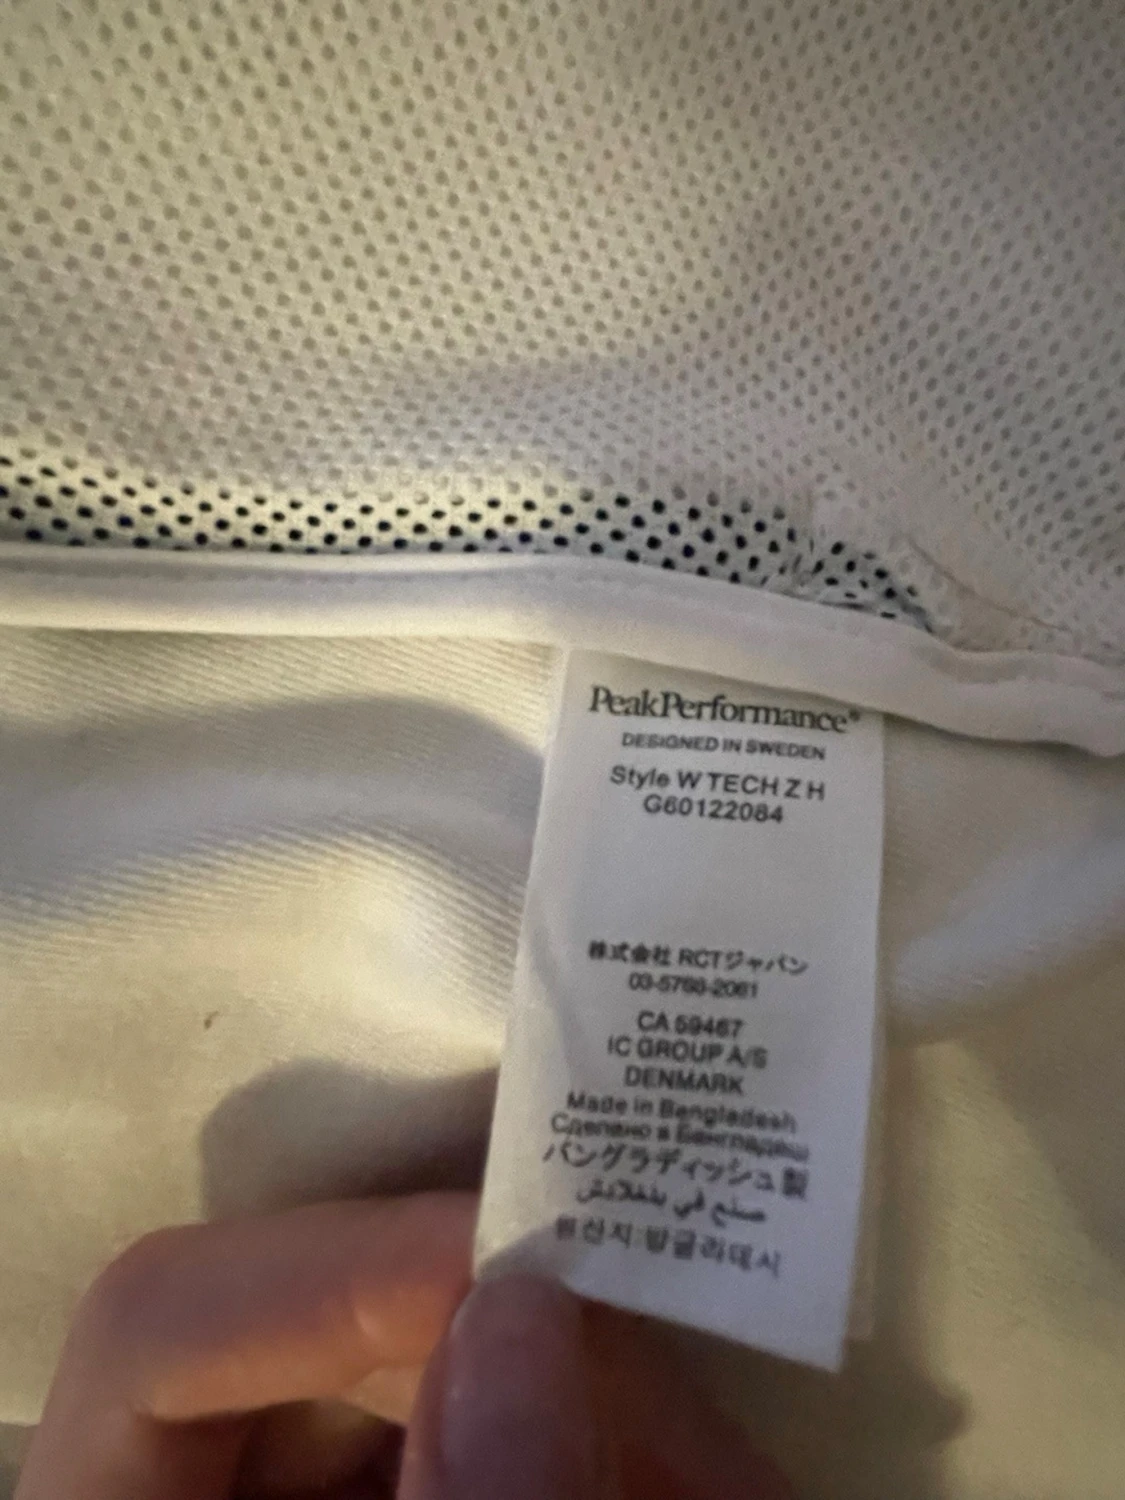 PeakPerformance®
DESIGNED IN SWEDEN
Style W TECH Z H
G60122084
株式会社 RCTジャパン
03-5768-2061
CA 59467
IC GROUP A/S
DENMARK
Made in Bangladesh
Сделано в Бангладеш
バングラディッシュ製
صنع في بنغلادش
원산지:방글라데시